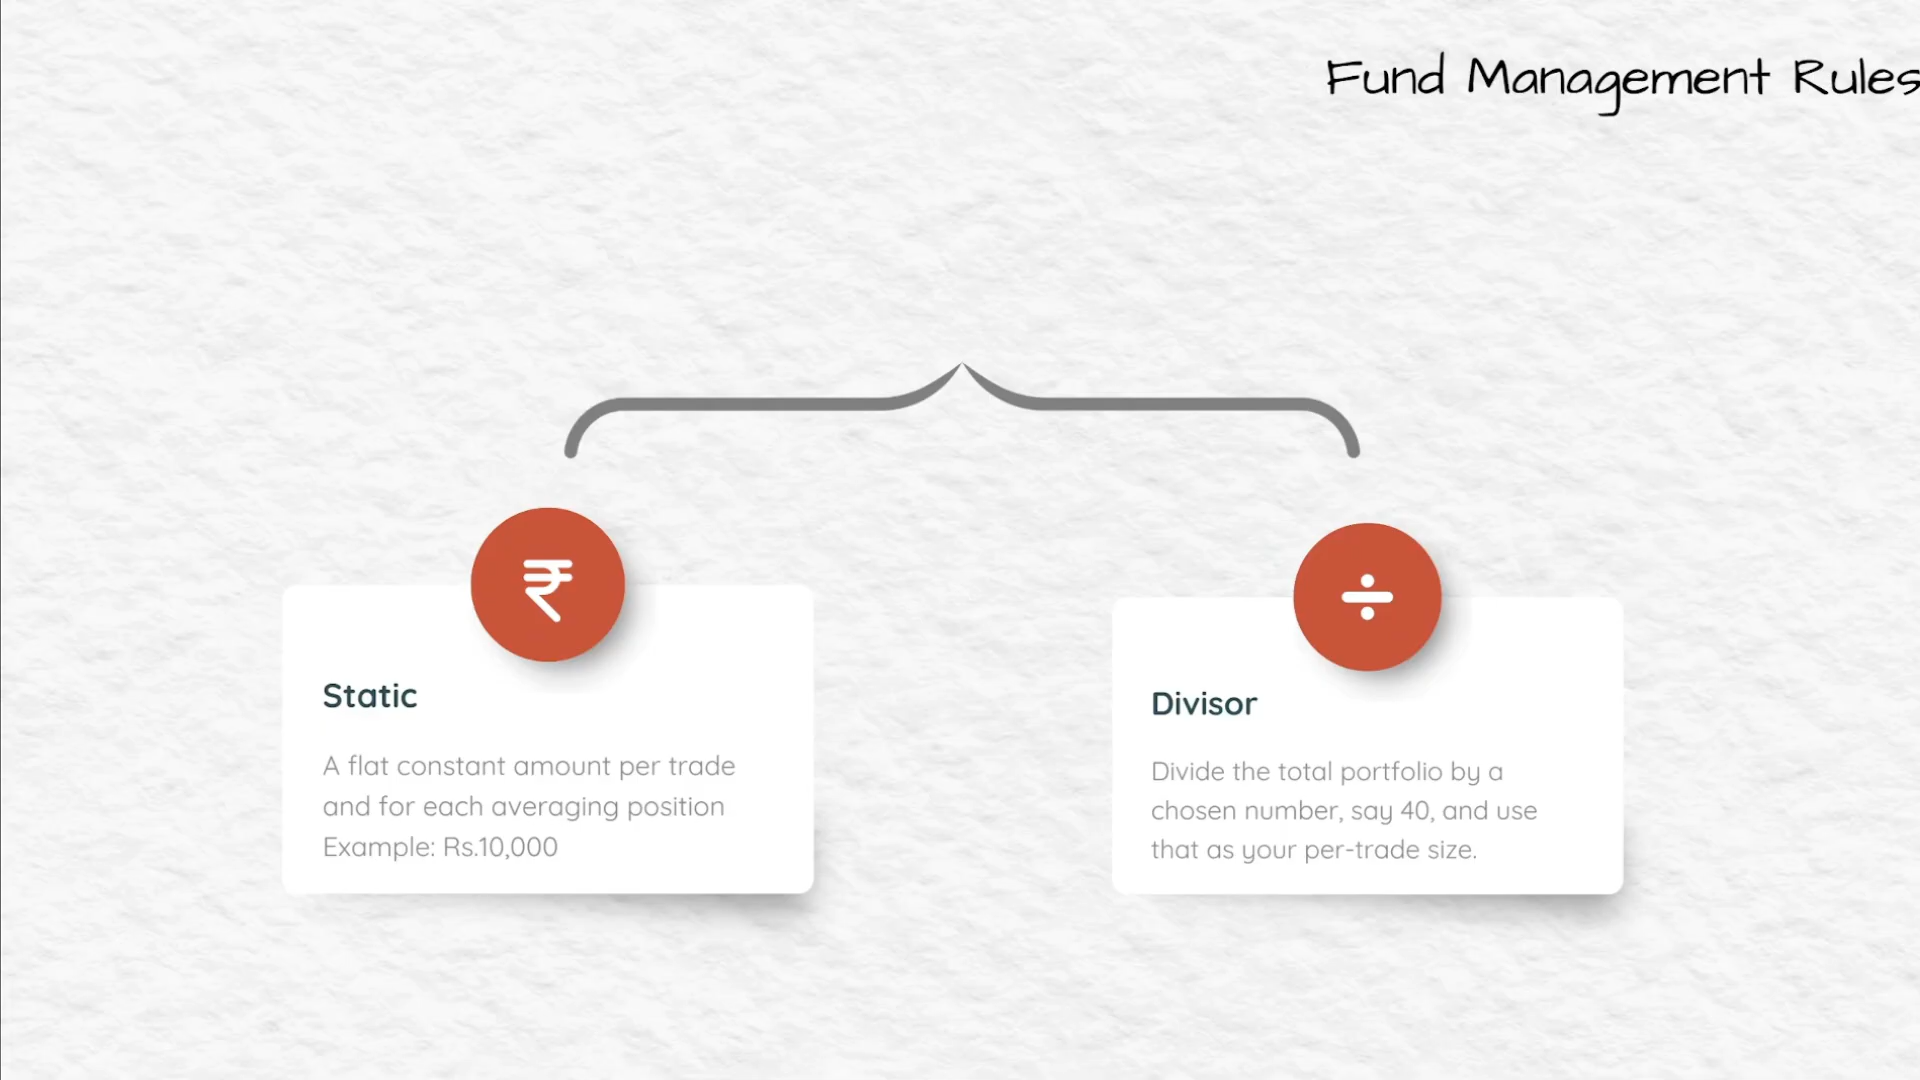 Fund Management Rules
₹
÷
Static
A flat constant amount per trade
and for each averaging position
Example: Rs.10,000
Divisor
Divide the total portfolio by a
chosen number, say 40, and use
that as your per-trade size.